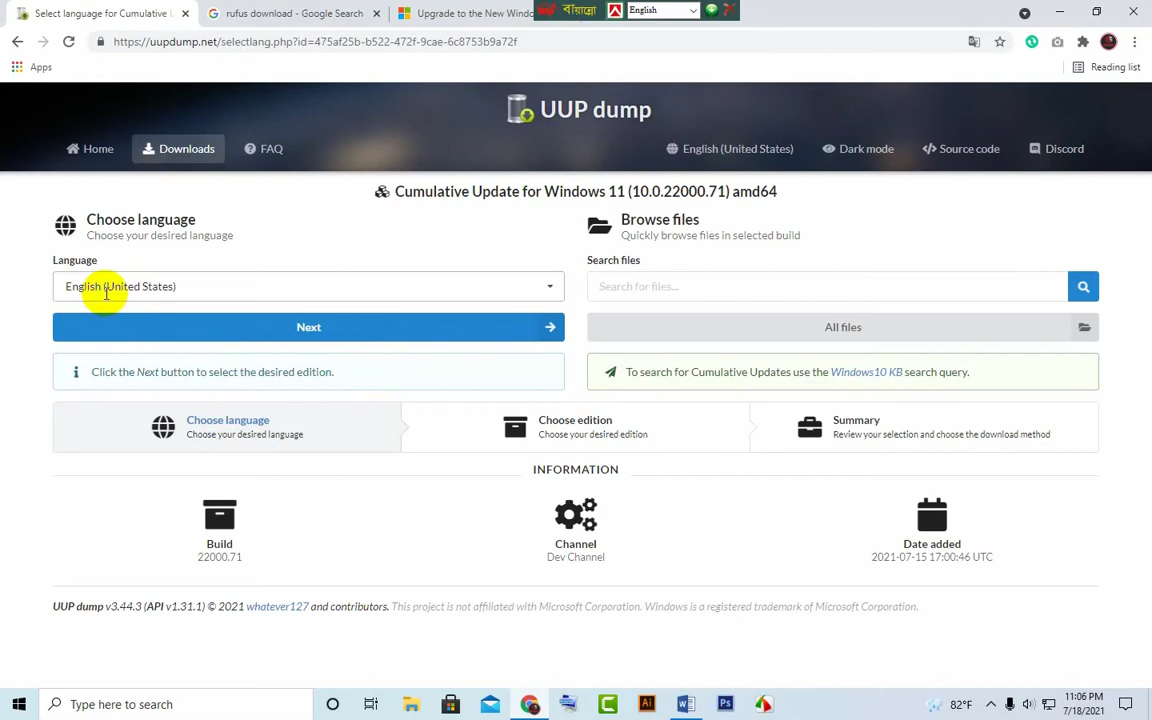 Select language for Cumulative U
rufus download - Google Search
Upgrade to the New Windo
বায়ান্নো
English
https://uupdump.net/selectlang.php?id=475af25b-b522-472f-9cae-6c8753b9a72f
Apps
Reading list
UUP dump
Home
Downloads
FAQ
English (United States)
Dark mode
Source code
Discord
Cumulative Update for Windows 11 (10.0.22000.71) amd64
Choose language
Choose your desired language
Browse files
Quickly browse files in selected build
Language
Search files
English (United States)
Search for files...
Next
All files
Click the Next button to select the desired edition.
To search for Cumulative Updates use the Windows10 KB search query.
Choose language
Choose your desired language
Choose edition
Choose your desired edition
Summary
Review your selection and choose the download method
INFORMATION
Build
22000.71
Channel
Dev Channel
Date added
2021-07-15 17:00:46 UTC
UUP dump v3.44.3 (API v1.31.1) © 2021 whatever127 and contributors. This project is not affiliated with Microsoft Corporation. Windows is a registered trademark of Microsoft Corporation.
Type here to search
Ai
Ps
82°F
11:06 PM
7/18/2021